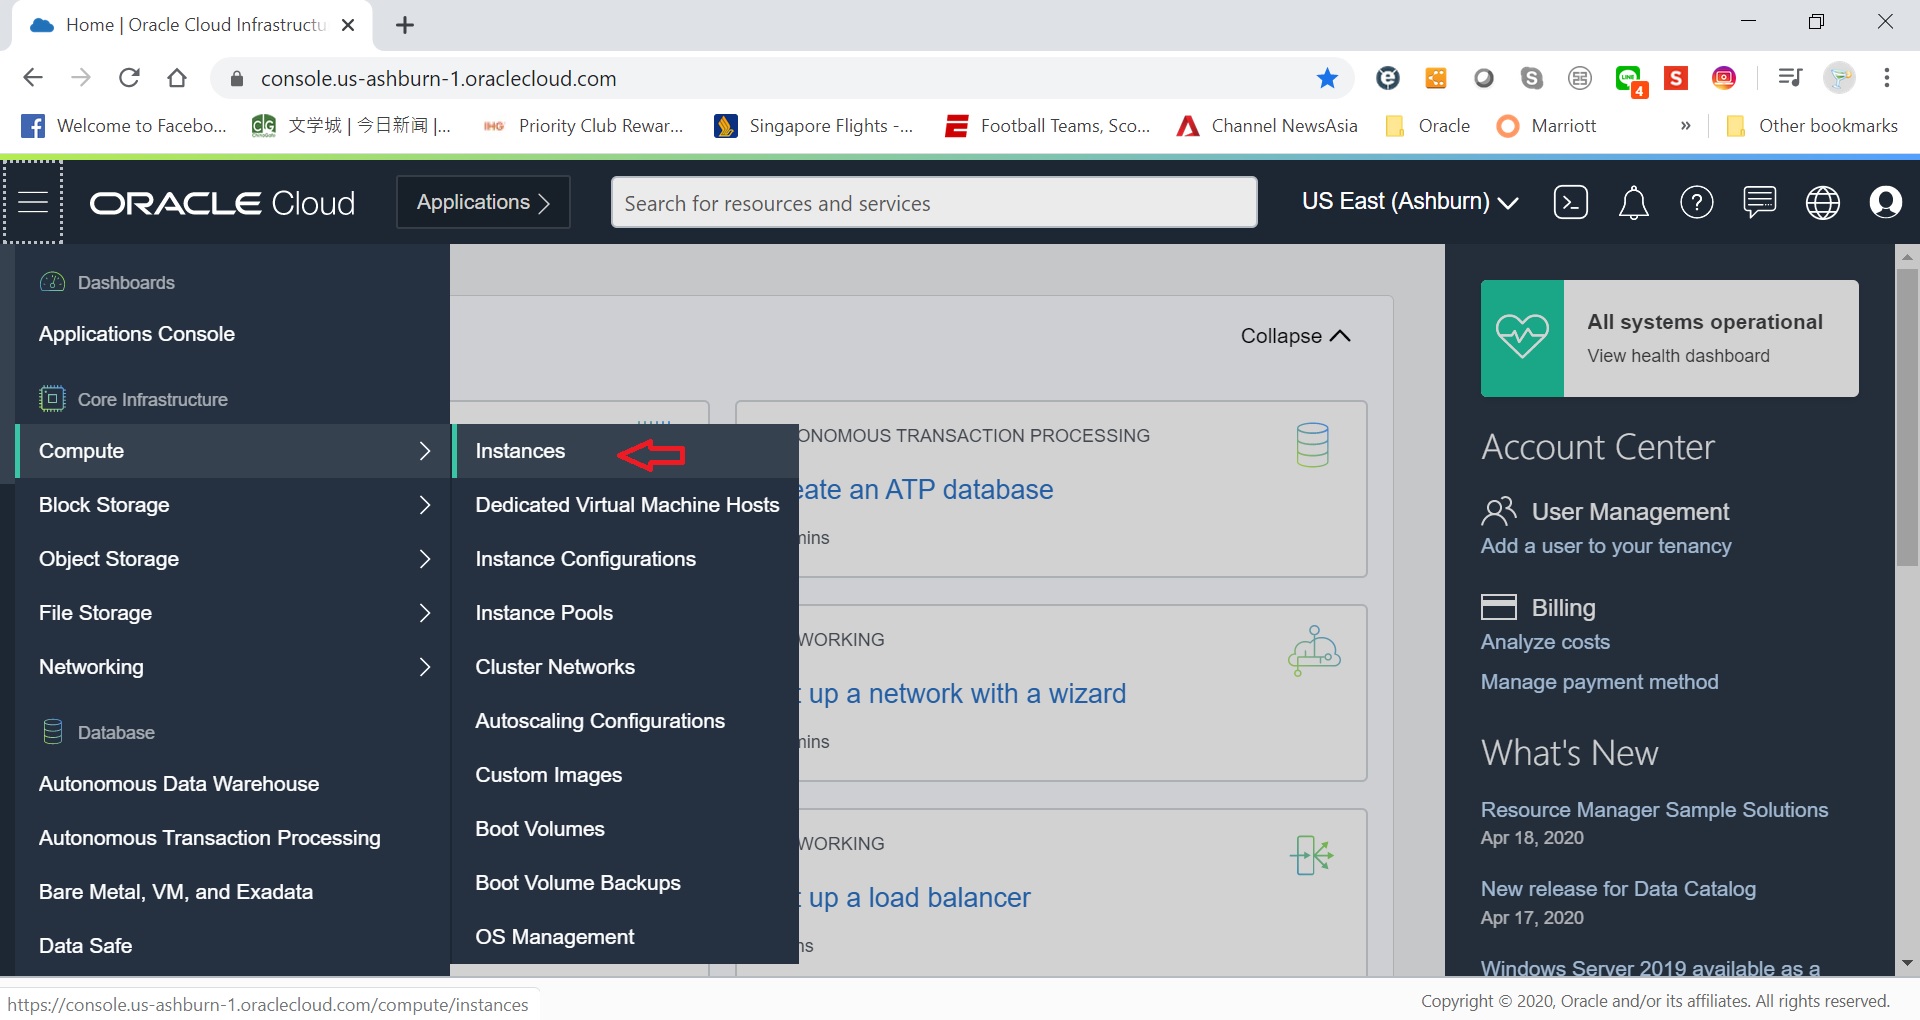 Home | Oracle Cloud Infrastructu
console.us-ashburn-1.oraclecloud.com
4
Welcome to Facebo...
文学城 | 今日新闻 |...
IHG Priority Club Rewar...
Singapore Flights -...
Football Teams, Sco...
Channel NewsAsia
Oracle
Marriott
»
Other bookmarks
ORACLE Cloud
Applications
Search for resources and services
US East (Ashburn)
Dashboards
Applications Console
Core Infrastructure
Compute
Block Storage
Object Storage
File Storage
Networking
Database
Autonomous Data Warehouse
Autonomous Transaction Processing
Bare Metal, VM, and Exadata
Data Safe
Instances
Dedicated Virtual Machine Hosts
Instance Configurations
Instance Pools
Cluster Networks
Autoscaling Configurations
Custom Images
Boot Volumes
Boot Volume Backups
OS Management
Collapse
ONOMOUS TRANSACTION PROCESSING
eate an ATP database
mins
WORKING
t up a network with a wizard
mins
WORKING
t up a load balancer
ns
All systems operational
View health dashboard
Account Center
User Management
Add a user to your tenancy
Billing
Analyze costs
Manage payment method
What's New
Resource Manager Sample Solutions
Apr 18, 2020
New release for Data Catalog
Apr 17, 2020
Windows Server 2019 available as a
https://console.us-ashburn-1.oraclecloud.com/compute/instances
Copyright © 2020, Oracle and/or its affiliates. All rights reserved.